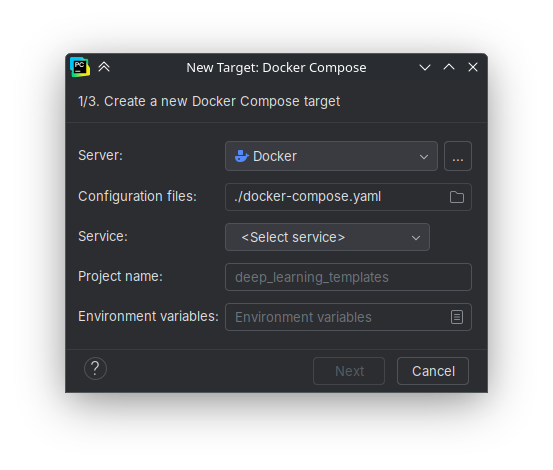 PC
New Target: Docker Compose
1/3. Create a new Docker Compose target
Server:
Docker
...
Configuration files:
./docker-compose.yaml
Service:
<Select service>
Project name:
deep_learning_templates
Environment variables:
Environment variables
?
Next
Cancel